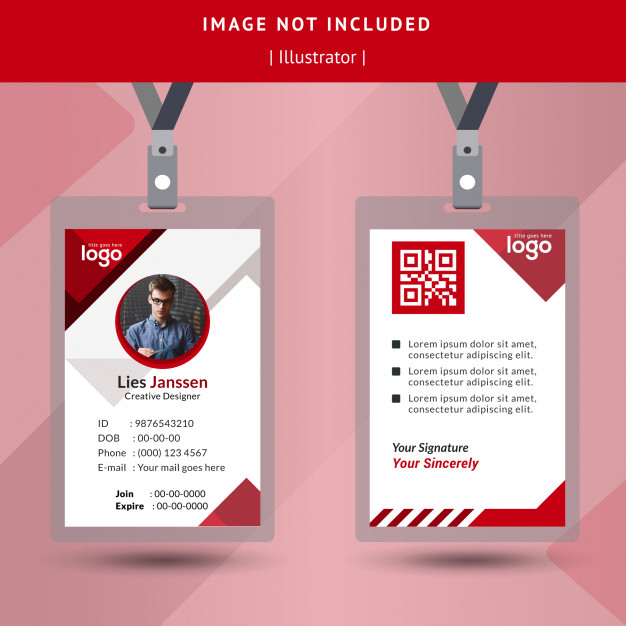 IMAGE NOT INCLUDED
| Illustrator |
title goes here
logo
Lies Janssen
Creative Designer
ID : 9876543210
DOB : 00-00-00
Phone : (000) 123 4567
E-mail : Your mail goes here
Join : 00-00-0000
Expire : 00-00-0000
title goes here
logo
Lorem ipsum dolor sit amet,
consectetur adipiscing elit.
Lorem ipsum dolor sit amet,
consectetur adipiscing elit.
Lorem ipsum dolor sit amet,
consectetur adipiscing elit.
Your Signature
Your Sincerely